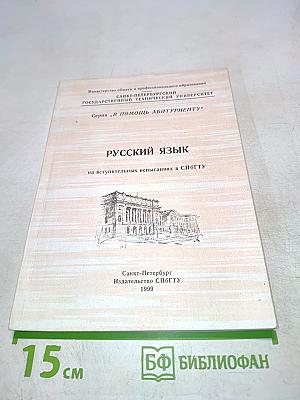 Министерство общего и профессионального образования
САНКТ-ПЕТЕРБУРГСКИЙ
ГОСУДАРСТВЕННЫЙ ТЕХНИЧЕСКИЙ УНИВЕРСИТЕТ
Серия „В ПОМОЩЬ АБИТУРИЕНТУ"
РУССКИЙ ЯЗЫК
на вступительных испытаниях в СПбГТУ
Санкт-Петербург
Издательство СПбГТУ
1999
15 см
БФ БИБЛИОФАН